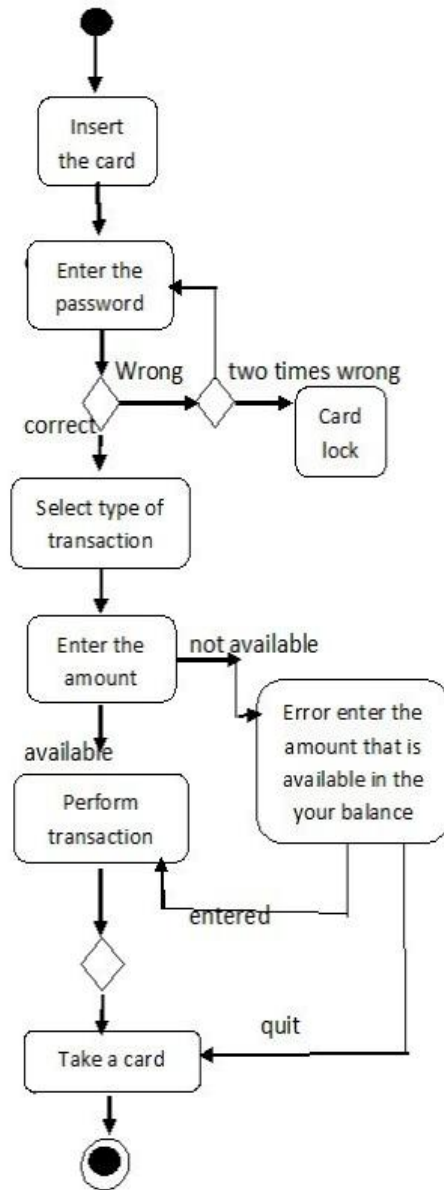 Insert
the card
Enter the
password
Wrong
two times wrong
correct
Card
lock
Select type of
transaction
Enter the
amount
not available
Error enter the
amount that is
available in the
your balance
available
Perform
transaction
entered
quit
Take a card